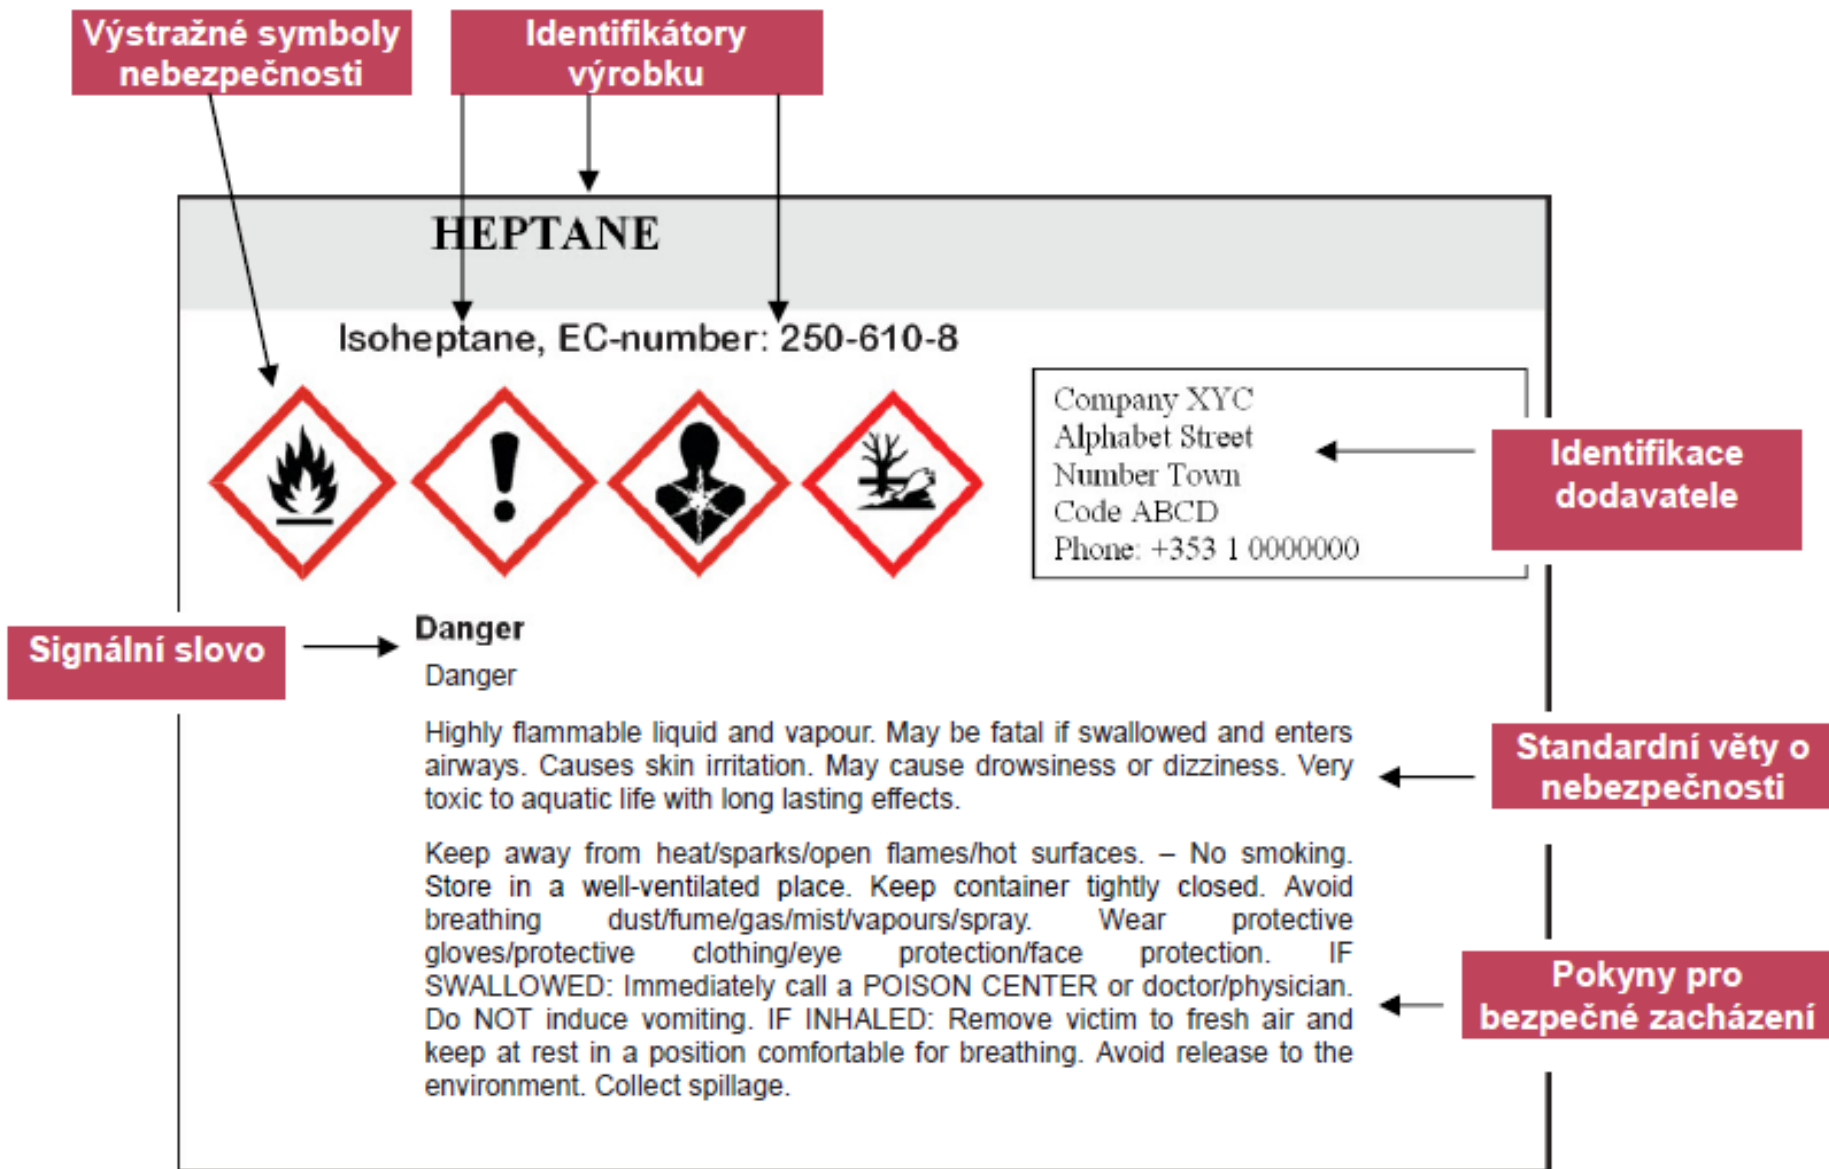 Výstražné symboly
nebezpečnosti
Identifikátory
výrobku
HEPTANE
Isoheptane, EC-number: 250-610-8
Company XYC
Alphabet Street
Number Town
Code ABCD
Phone: +353 1 0000000
Identifikace
dodavatele
Signální slovo
Danger
Danger
Highly flammable liquid and vapour. May be fatal if swallowed and enters
airways. Causes skin irritation. May cause drowsiness or dizziness. Very
toxic to aquatic life with long lasting effects.
Standardní věty o
nebezpečnosti
Keep away from heat/sparks/open flames/hot surfaces. – No smoking.
Store in a well-ventilated place. Keep container tightly closed. Avoid
breathing dust/fume/gas/mist/vapours/spray. Wear protective
gloves/protective clothing/eye protection/face protection. IF
SWALLOWED: Immediately call a POISON CENTER or doctor/physician.
Do NOT induce vomiting. IF INHALED: Remove victim to fresh air and
keep at rest in a position comfortable for breathing. Avoid release to the
environment. Collect spillage.
Pokyny pro
bezpečné zacházení